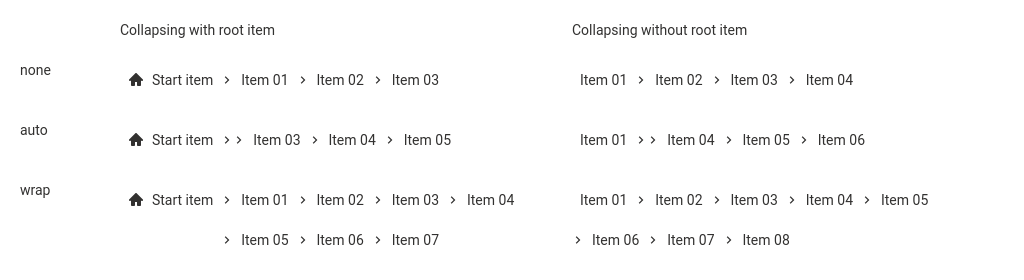 Collapsing with root item Collapsing without root item
none Start item > Item 01 > Item 02 > Item 03 Item 01 > Item 02 > Item 03 > Item 04
auto Start item > > Item 03 > Item 04 > Item 05 Item 01 > > Item 04 > Item 05 > Item 06
wrap Start item > Item 01 > Item 02 > Item 03 > Item 04 Item 01 > Item 02 > Item 03 > Item 04 > Item 05
> Item 05 > Item 06 > Item 07 > Item 06 > Item 07 > Item 08